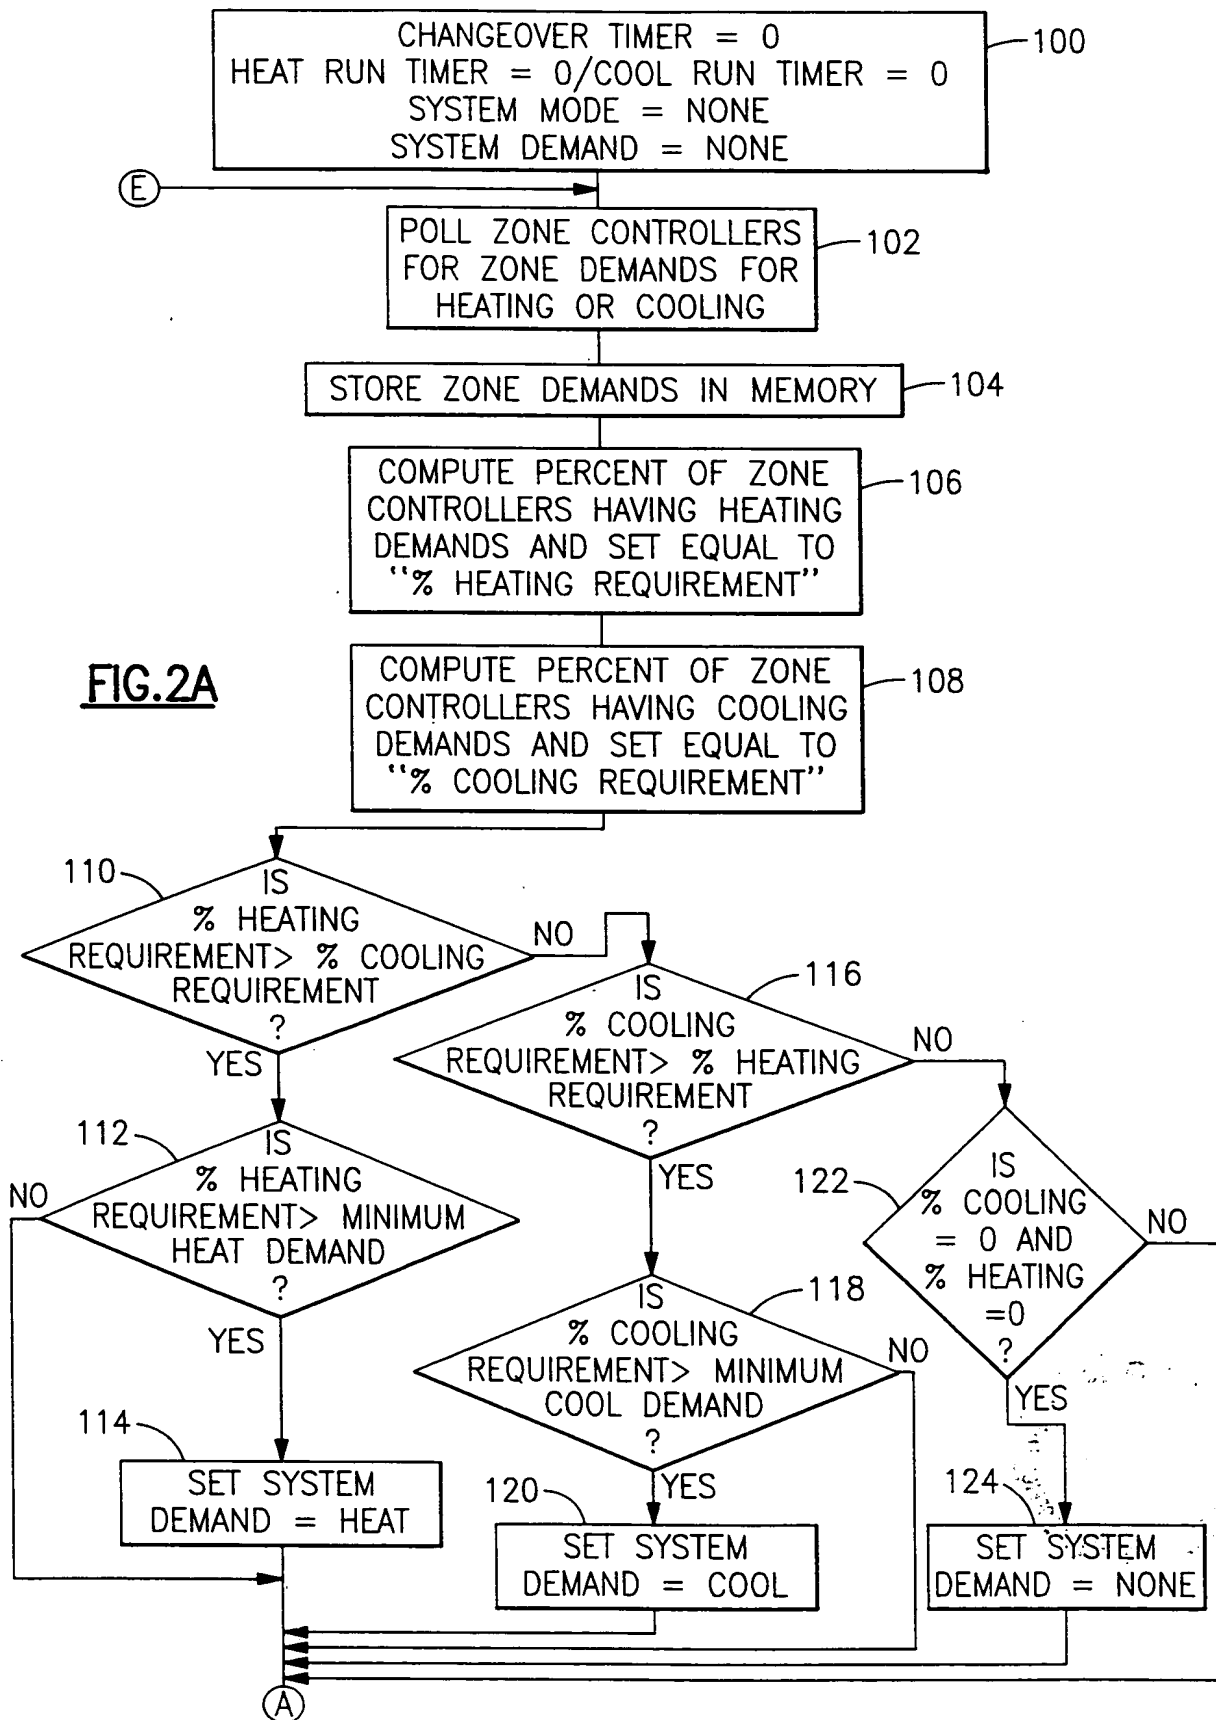 CHANGEOVER TIMER = 0
HEAT RUN TIMER = 0/COOL RUN TIMER = 0
SYSTEM MODE = NONE
SYSTEM DEMAND = NONE
100
E
POLL ZONE CONTROLLERS
FOR ZONE DEMANDS FOR
HEATING OR COOLING
102
STORE ZONE DEMANDS IN MEMORY
104
COMPUTE PERCENT OF ZONE
CONTROLLERS HAVING HEATING
DEMANDS AND SET EQUAL TO
"% HEATING REQUIREMENT"
106
FIG.2A
COMPUTE PERCENT OF ZONE
CONTROLLERS HAVING COOLING
DEMANDS AND SET EQUAL TO
"% COOLING REQUIREMENT"
108
110
IS
% HEATING
REQUIREMENT> % COOLING
REQUIREMENT
?
NO
YES
116
IS
% COOLING
REQUIREMENT> % HEATING
REQUIREMENT
?
NO
YES
112
IS
% HEATING
REQUIREMENT> MINIMUM
HEAT DEMAND
?
NO
YES
122
IS
% COOLING
= 0 AND
% HEATING
=0
?
NO
YES
118
IS
% COOLING
REQUIREMENT> MINIMUM
COOL DEMAND
?
NO
YES
114
SET SYSTEM
DEMAND = HEAT
120
SET SYSTEM
DEMAND = COOL
124
SET SYSTEM
DEMAND = NONE
A